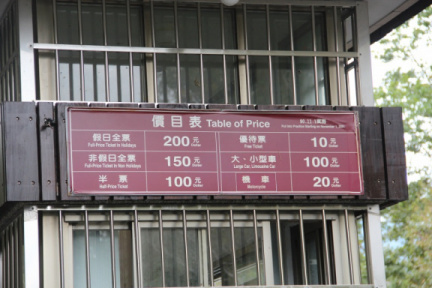 價目表 Table of Price
假日全票 200元
Full-Price Ticket in Holidays
優待票 10元
非假日全票 150元
Full-Price Ticket in Non Holidays
大、小型車 100元
Large Car, Limousine Car
半票 100元
Half-Price Ticket
機車 20元
Motorcycle